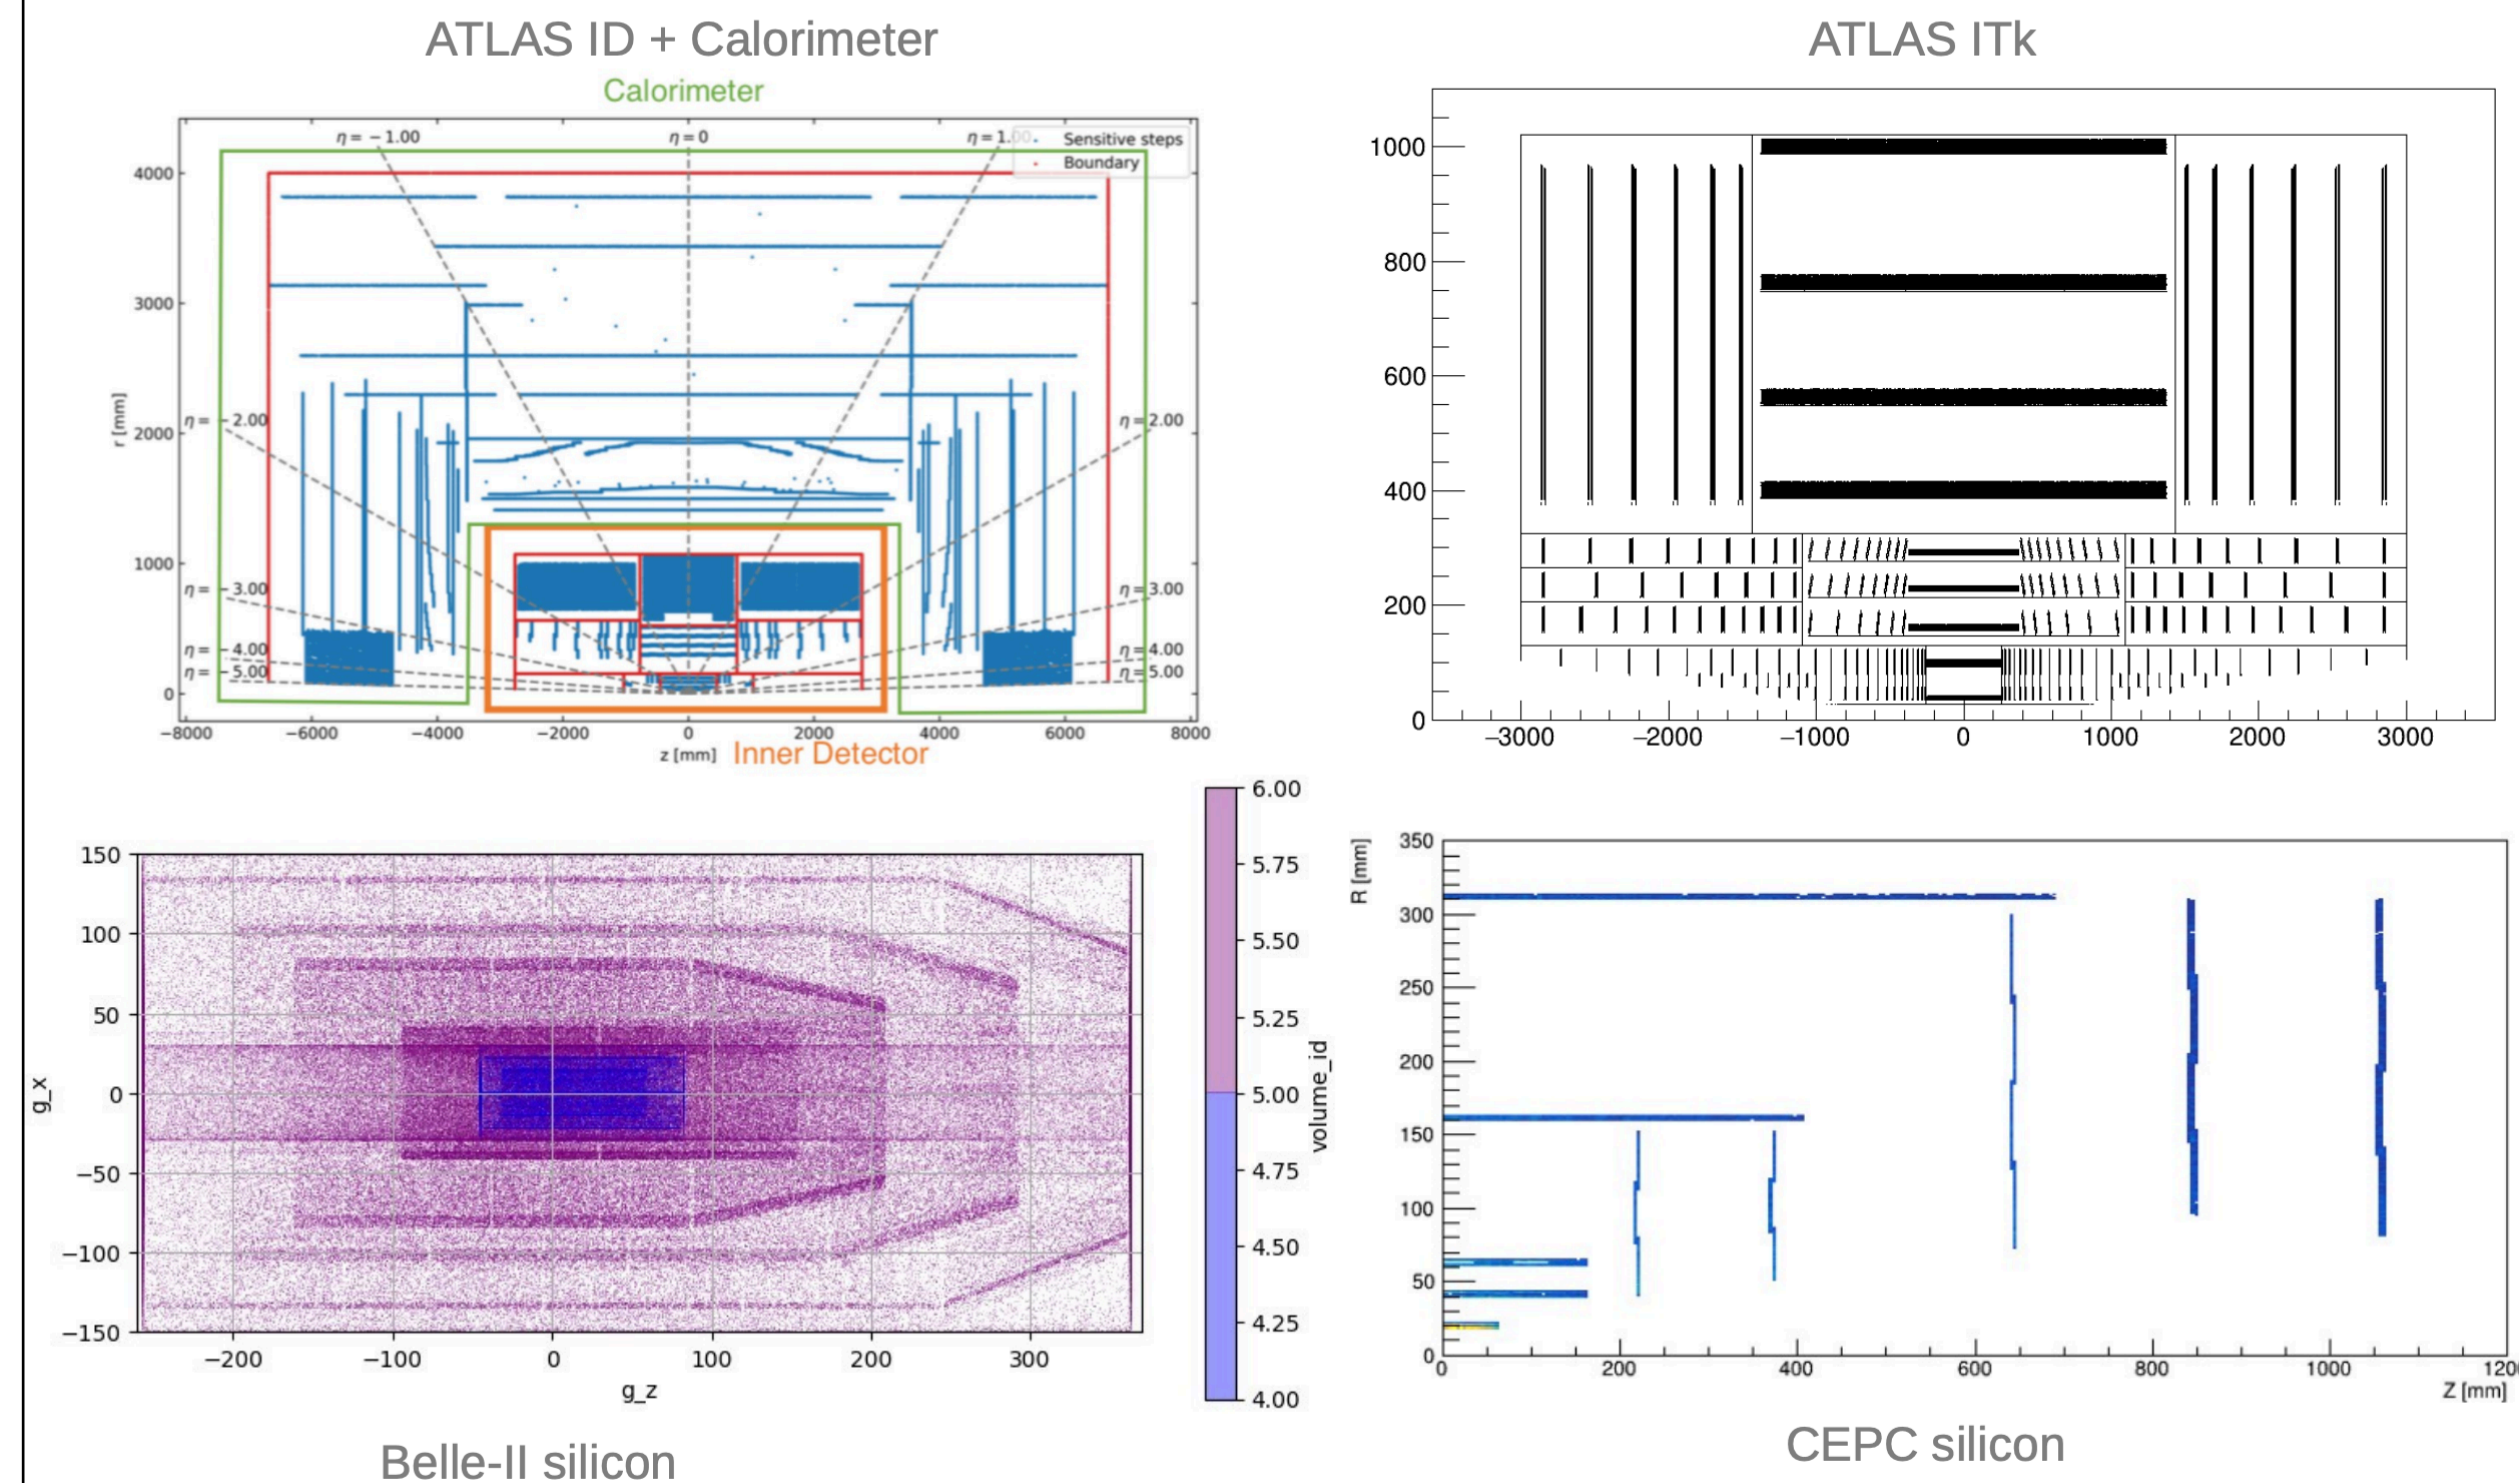 ATLAS ID + Calorimeter
Calorimeter
η = − 1.00
η = 0
η = 1.00
Sensitive steps
Boundary
4000
3000
2000
1000
0
r [mm]
η = − 2.00
η = − 3.00
η = − 4.00
η = − 5.00
η = 2.00
η = 3.00
η = 4.00
η = 5.00
−8000 −6000 −4000 −2000 0 2000 4000 6000 8000
z [mm]
Inner Detector
ATLAS ITk
1000
800
600
400
200
0
−3000 −2000 −1000 0 1000 2000 3000
150
100
50
0
−50
−100
−150
g_x
−200 −100 0 100 200 300
g_z
6.00
5.75
5.50
5.25
5.00
4.75
4.50
4.25
4.00
volume_id
Belle-II silicon
R [mm]
350
300
250
200
150
100
50
0
0 200 400 600 800 1000 120
Z [mm]
CEPC silicon